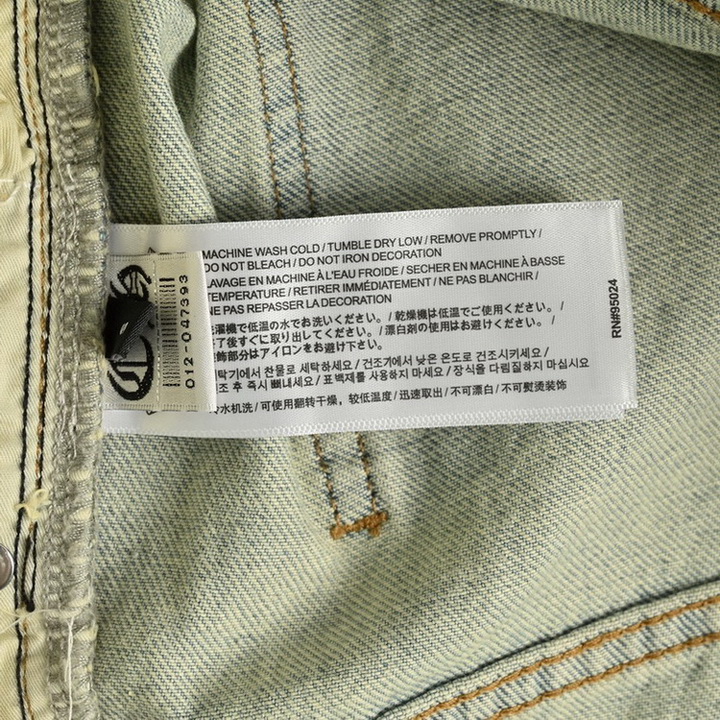 MACHINE WASH COLD / TUMBLE DRY LOW / REMOVE PROMPTLY /
DO NOT BLEACH / DO NOT IRON DECORATION
LAVAGE EN MACHINE À L'EAU FROIDE / SECHER EN MACHINE À BASSE
TEMPERATURE / RETIRER IMMÉDIATEMENT / NE PAS BLANCHIR /
NE PAS REPASSER LA DECORATION
濯機で低温の水でお洗いください。/ 乾燥機は低温でご使用ください。/
了後すぐに取り出してください。/ 漂白剤の使用はお避けください。/
飾部分はアイロンをお避け下さい。
탁기에서 찬물로 세탁하세요 / 건조기에서 낮은 온도로 건조시키세요 /
조 후 즉시 빼내세요 / 표백제를 사용하지 마세요 / 장식을 다림질 하지 마십시요
水机洗 / 可使用翻转干燥，较低温度 / 迅速取出 / 不可漂白 / 不可熨烫装饰
RN#95024
012-047393